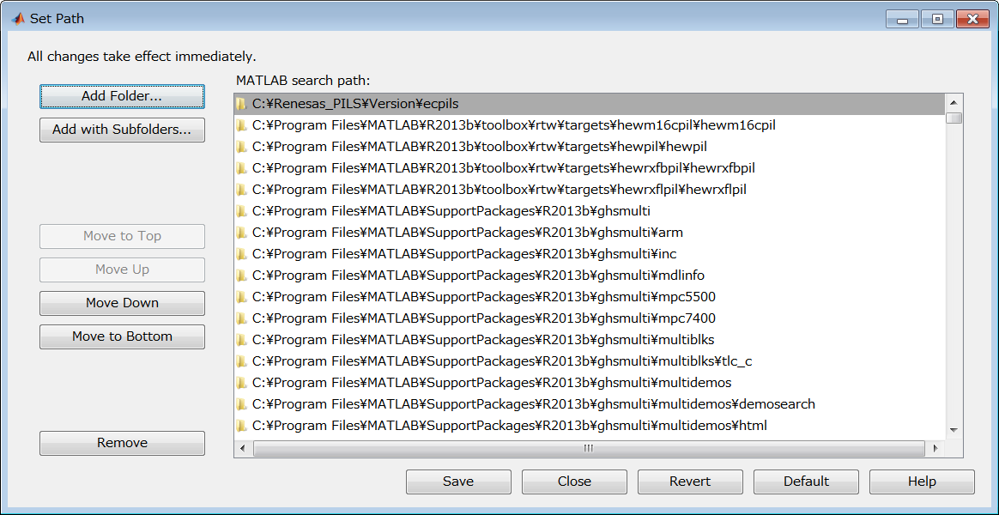 Set Path
All changes take effect immediately.
MATLAB search path:
Add Folder...
Add with Subfolders...
Move to Top
Move Up
Move Down
Move to Bottom
Remove
C:¥Renesas_PILS¥Version¥ecpils
C:¥Program Files¥MATLAB¥R2013b¥toolbox¥rtw¥targets¥hewm16cpil¥hewm16cpil
C:¥Program Files¥MATLAB¥R2013b¥toolbox¥rtw¥targets¥hewpil¥hewpil
C:¥Program Files¥MATLAB¥R2013b¥toolbox¥rtw¥targets¥hewrxfbpil¥hewrxfbpil
C:¥Program Files¥MATLAB¥R2013b¥toolbox¥rtw¥targets¥hewrxflpil¥hewrxflpil
C:¥Program Files¥MATLAB¥SupportPackages¥R2013b¥ghsmulti
C:¥Program Files¥MATLAB¥SupportPackages¥R2013b¥ghsmulti¥arm
C:¥Program Files¥MATLAB¥SupportPackages¥R2013b¥ghsmulti¥inc
C:¥Program Files¥MATLAB¥SupportPackages¥R2013b¥ghsmulti¥mdlinfo
C:¥Program Files¥MATLAB¥SupportPackages¥R2013b¥ghsmulti¥mpc5500
C:¥Program Files¥MATLAB¥SupportPackages¥R2013b¥ghsmulti¥mpc7400
C:¥Program Files¥MATLAB¥SupportPackages¥R2013b¥ghsmulti¥multiblks
C:¥Program Files¥MATLAB¥SupportPackages¥R2013b¥ghsmulti¥multiblks¥tlc_c
C:¥Program Files¥MATLAB¥SupportPackages¥R2013b¥ghsmulti¥multidemos
C:¥Program Files¥MATLAB¥SupportPackages¥R2013b¥ghsmulti¥multidemos¥demosearch
C:¥Program Files¥MATLAB¥SupportPackages¥R2013b¥ghsmulti¥multidemos¥html
Save
Close
Revert
Default
Help